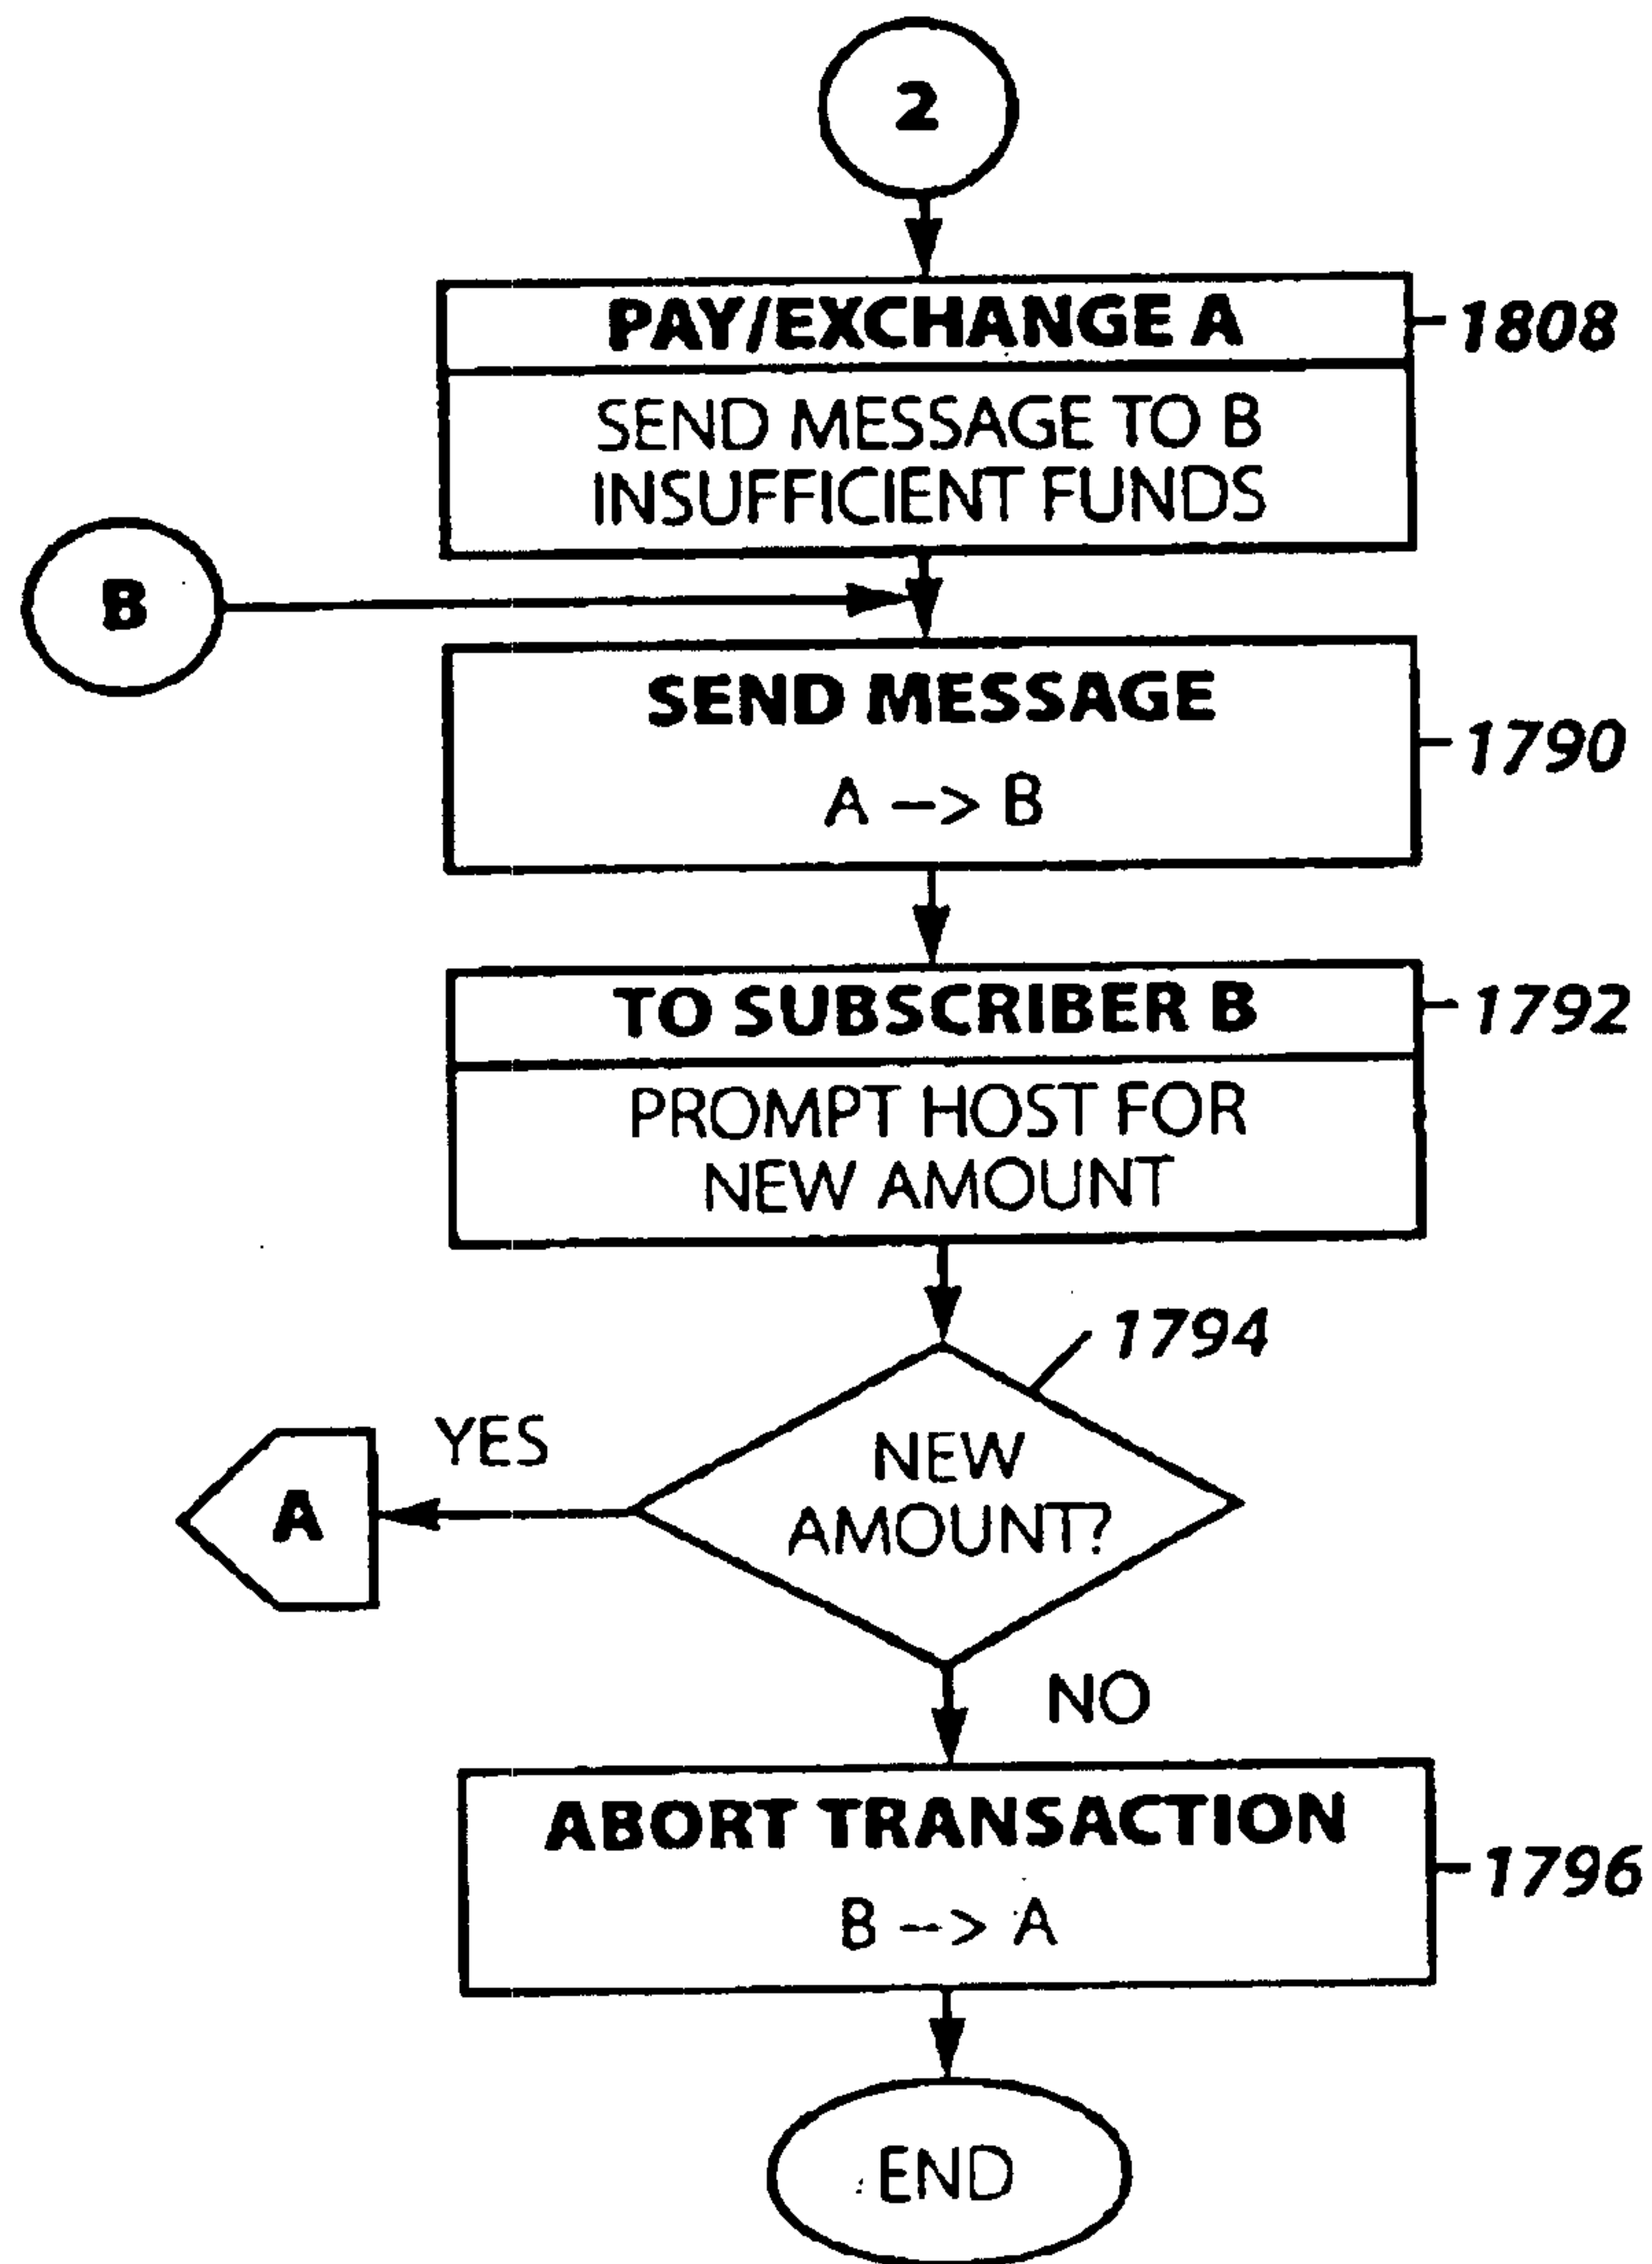 2
PAY/EXCHANGE A
1808
SEND MESSAGE TO B
INSUFFICIENT FUNDS
B
SEND MESSAGE
1790
A --> B
TO SUBSCRIBER B
1792
PROMPT HOST FOR
NEW AMOUNT
1794
YES
NEW
AMOUNT?
A
NO
ABORT TRANSACTION
1796
B --> A
END